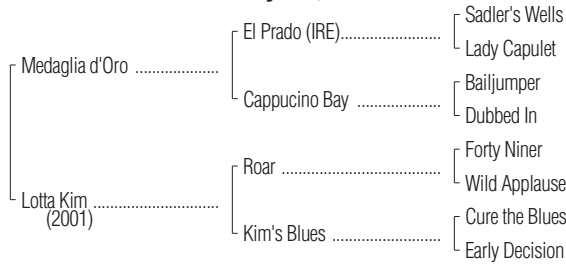 Sadler's Wells
El Prado (IRE)....................
Lady Capulet
Medaglia d'Oro ....................
Bailjumper
Cappucino Bay ....................
Dubbed In
Forty Niner
Roar ................................
Wild Applause
Lotta Kim ..............................
(2001)
Cure the Blues
Kim's Blues ..........................
Early Decision